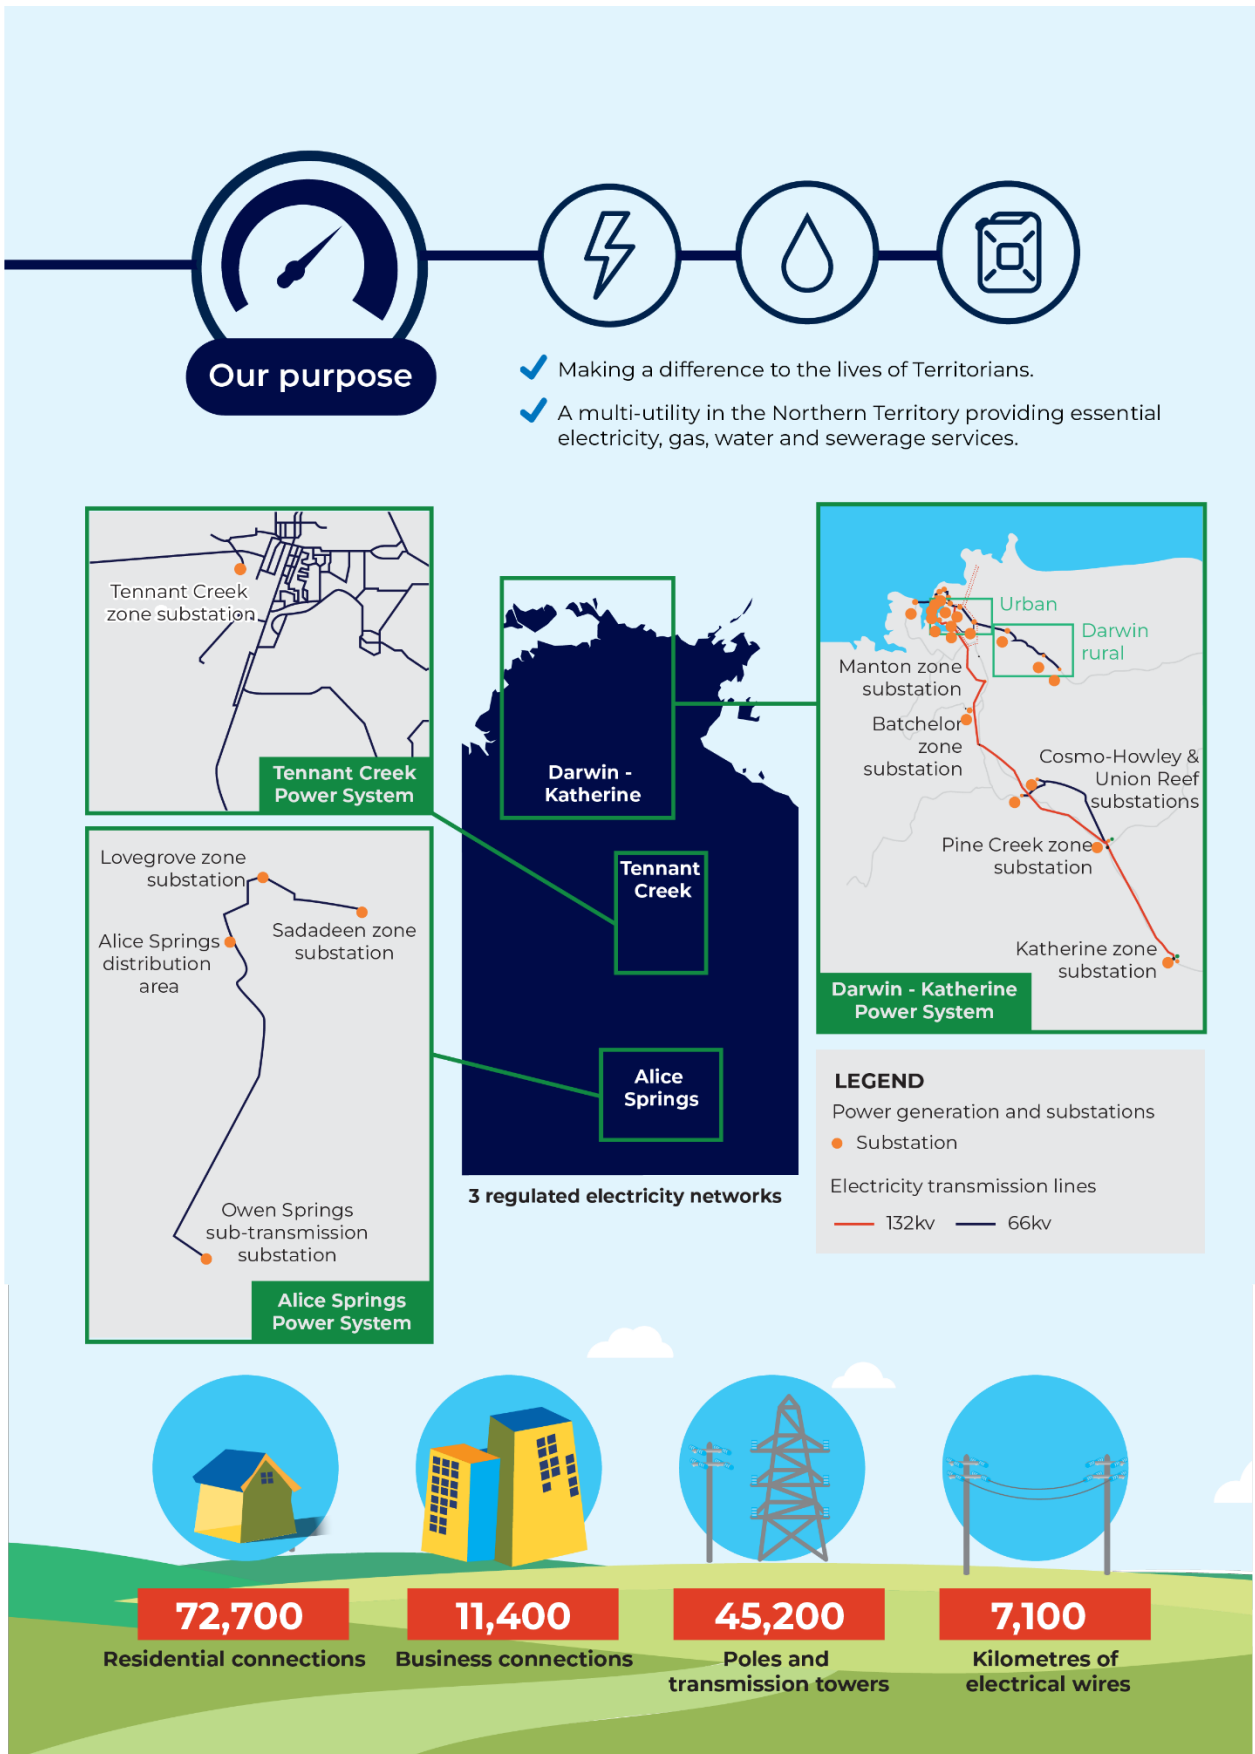 Our purpose
Making a difference to the lives of Territorians.
A multi-utility in the Northern Territory providing essential
electricity, gas, water and sewerage services.
Tennant Creek
zone substation
Tennant Creek
Power System
Lovegrove zone
substation
Alice Springs
distribution
area
Sadadeen zone
substation
Owen Springs
sub-transmission
substation
Alice Springs
Power System
Darwin -
Katherine
Tennant
Creek
Alice
Springs
3 regulated electricity networks
Urban
Darwin
rural
Manton zone
substation
Batchelor
zone
substation
Cosmo-Howley &
Union Reef
substations
Pine Creek zone
substation
Katherine zone
substation
Darwin - Katherine
Power System
LEGEND
Power generation and substations
Substation
Electricity transmission lines
132kv 66kv
72,700
Residential connections
11,400
Business connections
45,200
Poles and
transmission towers
7,100
Kilometres of
electrical wires